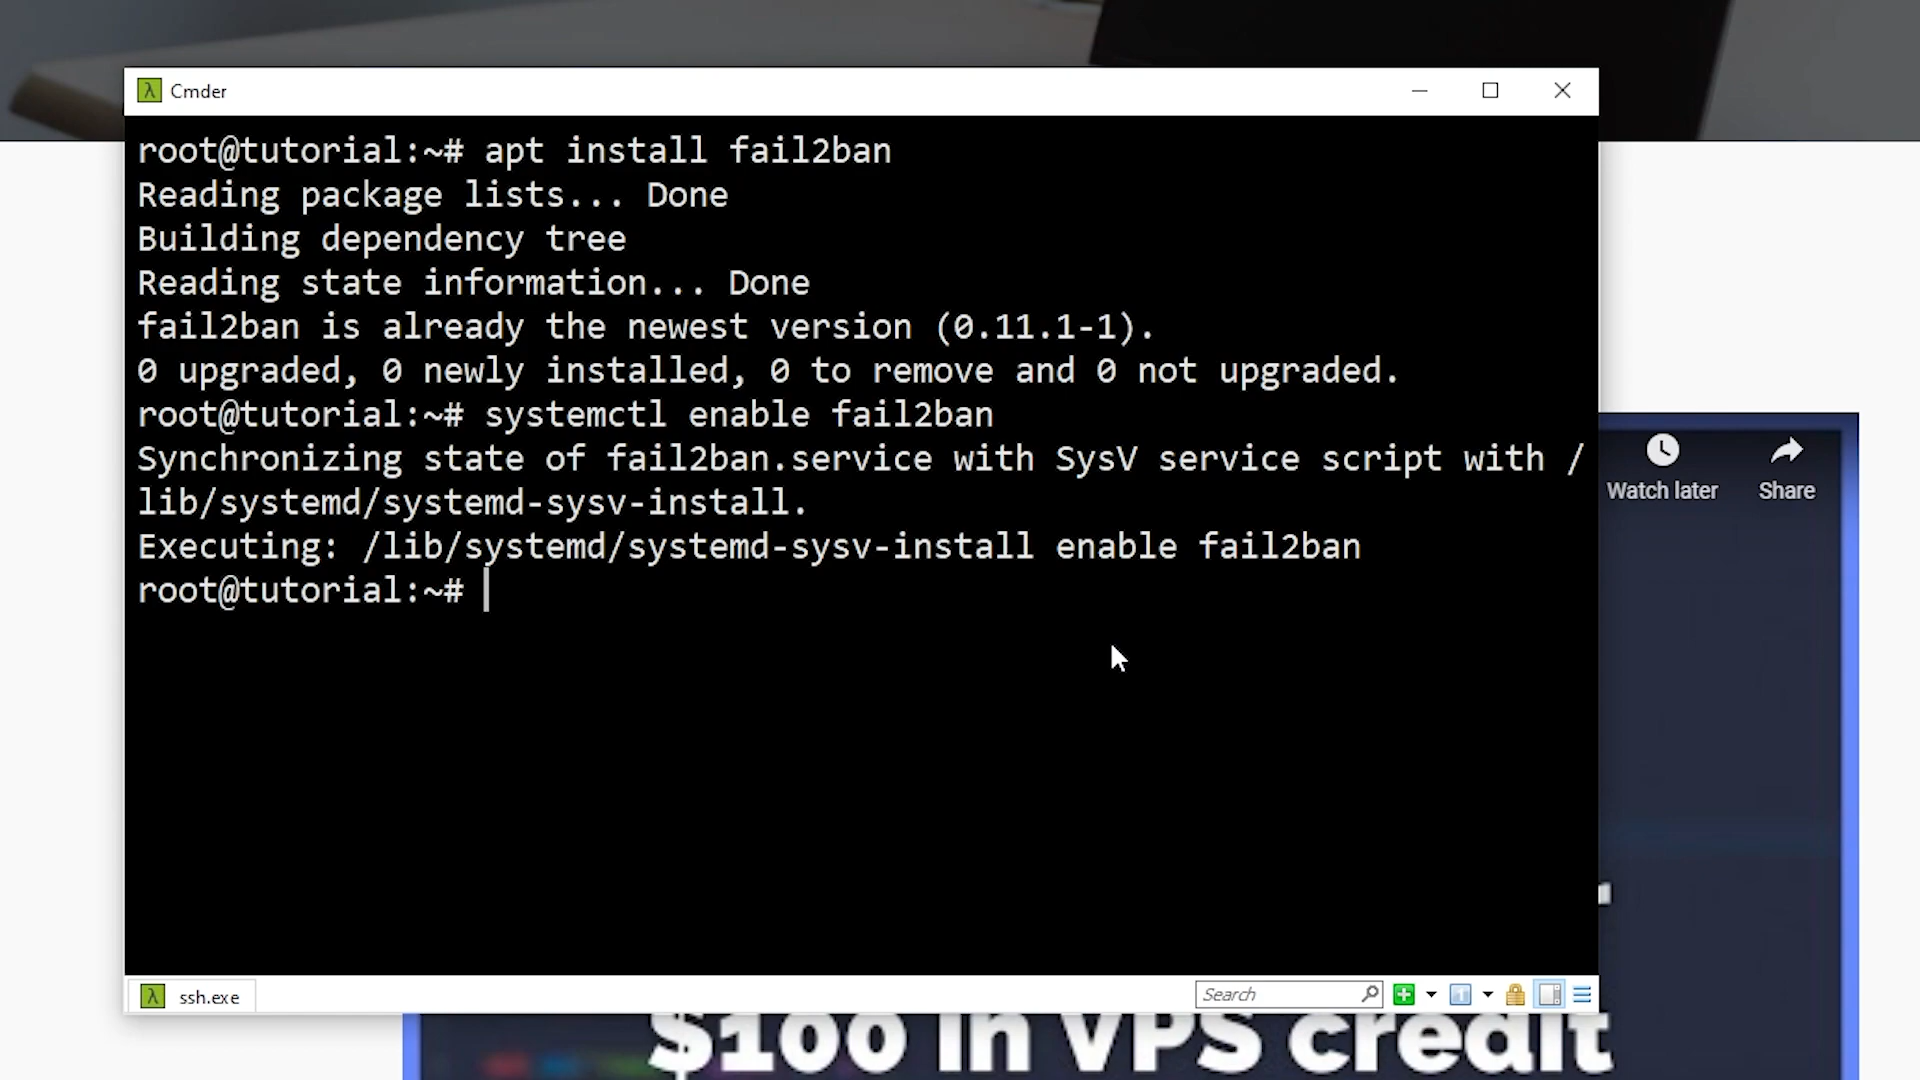 Cmder
root@tutorial:~# apt install fail2ban
Reading package lists... Done
Building dependency tree
Reading state information... Done
fail2ban is already the newest version (0.11.1-1).
0 upgraded, 0 newly installed, 0 to remove and 0 not upgraded.
root@tutorial:~# systemctl enable fail2ban
Synchronizing state of fail2ban.service with SysV service script with /
lib/systemd/systemd-sysv-install.
Executing: /lib/systemd/systemd-sysv-install enable fail2ban
root@tutorial:~#
Watch later
Share
ssh.exe
Search
$100 in VPS credit